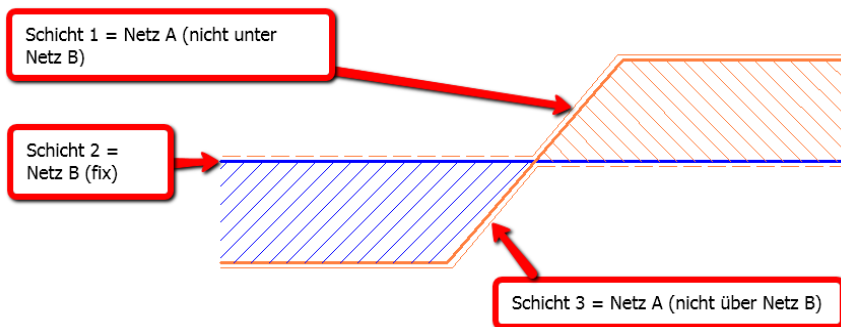 Schicht 1 = Netz A (nicht unter
Netz B)
Schicht 2 =
Netz B (fix)
Schicht 3 = Netz A (nicht über Netz B)